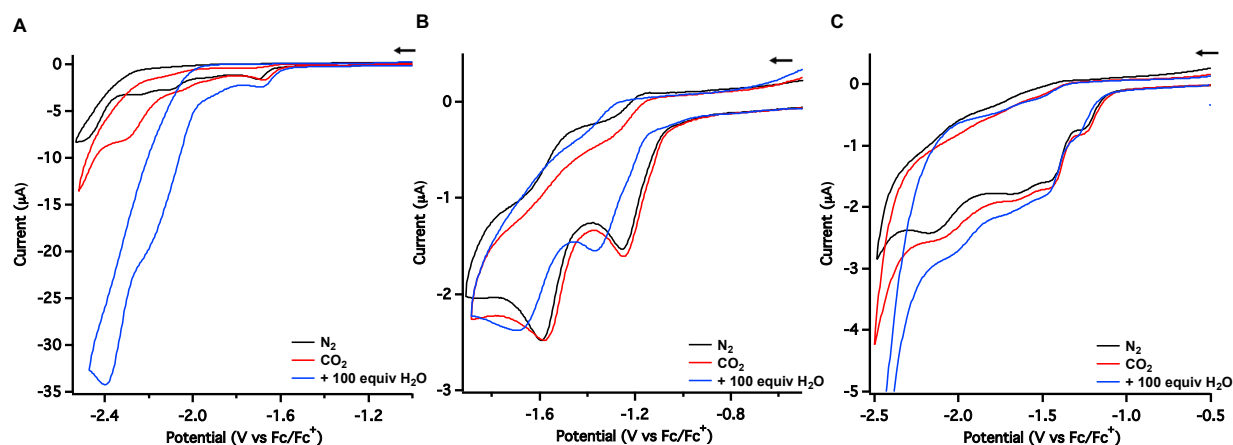 A
0
-5
-10
-15
-20
-25
-30
-35
Current (μA)
-2.4
-2.0
-1.6
-1.2
Potential (V vs Fc/Fc+)
N2
CO2
+ 100 equiv H2O
B
0
-1
-2
-3
Current (μA)
-1.6
-1.2
-0.8
Potential (V vs Fc/Fc+)
N2
CO2
+ 100 equiv H2O
C
0
-1
-2
-3
-4
-5
Current (μA)
-2.5
-2.0
-1.5
-1.0
-0.5
Potential (V vs Fc/Fc+)
N2
CO2
+ 100 equiv H2O